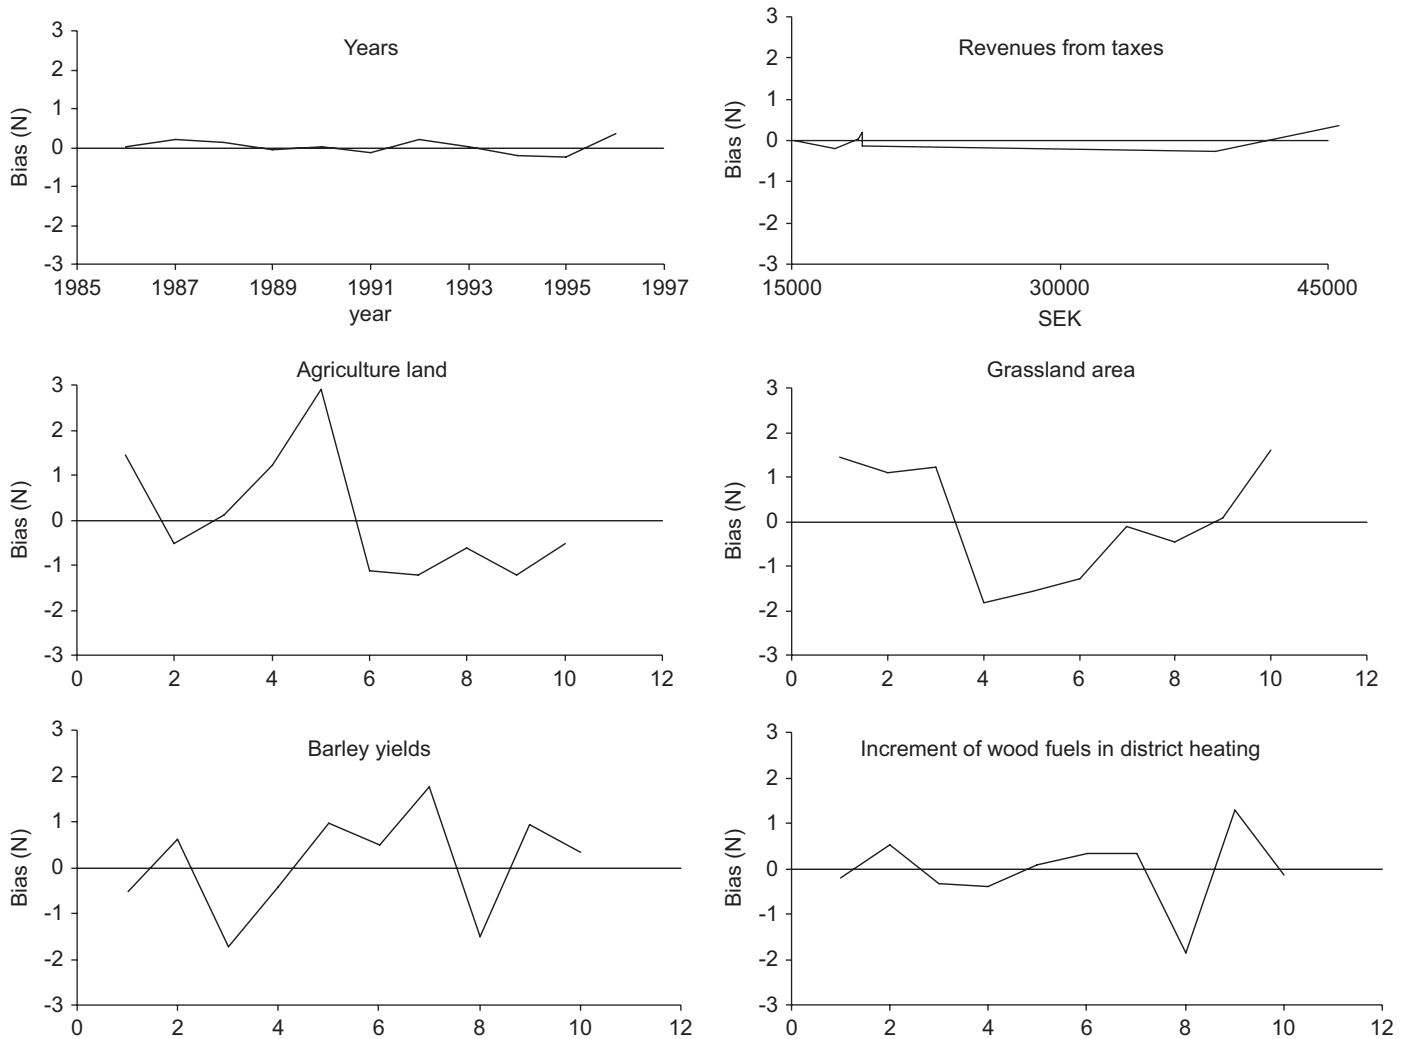 Years
Bias (N)
3
2
1
0
-1
-2
-3
1985 1987 1989 1991 1993 1995 1997
year
Revenues from taxes
Bias (N)
3
2
1
0
-1
-2
-3
15000 30000 45000
SEK
Agriculture land
Bias (N)
3
2
1
0
-1
-2
-3
0 2 4 6 8 10 12
Grassland area
Bias (N)
3
2
1
0
-1
-2
-3
0 2 4 6 8 10 12
Barley yields
Bias (N)
3
2
1
0
-1
-2
-3
0 2 4 6 8 10 12
Increment of wood fuels in district heating
Bias (N)
3
2
1
0
-1
-2
-3
0 2 4 6 8 10 12